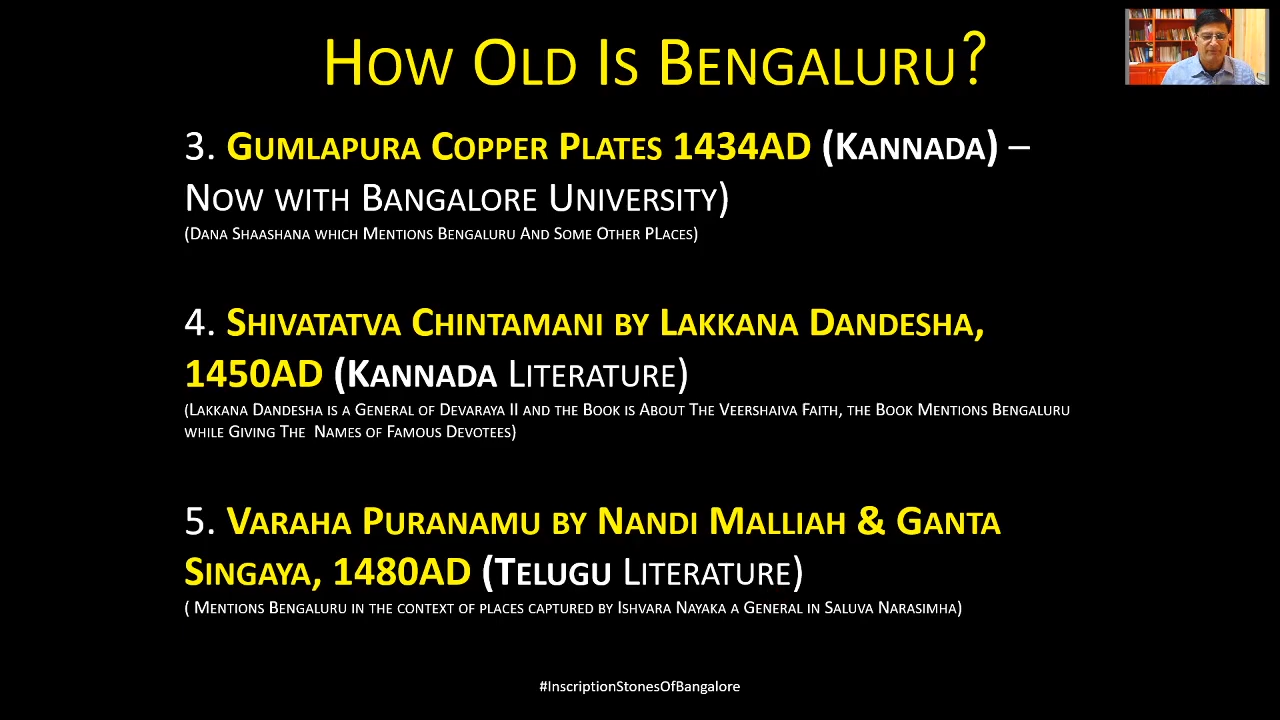 How Old Is Bengaluru?
3. Gumlapura Copper Plates 1434AD (Kannada) –
Now with Bangalore University)
(Dana Shaashana which Mentions Bengaluru And Some Other PLaces)
4. Shivatatva Chintamani by Lakkana Dandesha,
1450AD (Kannada Literature)
(Lakkana Dandesha is a General of Devaraya II and the Book is About The Veershaiva Faith, the Book Mentions Bengaluru
while Giving The Names of Famous Devotees)
5. Varaha Puranamu by Nandi Malliah & Ganta
Singaya, 1480AD (Telugu Literature)
( Mentions Bengaluru in the context of places captured by Ishvara Nayaka a General in Saluva Narasimha)
#InscriptionStonesOfBangalore